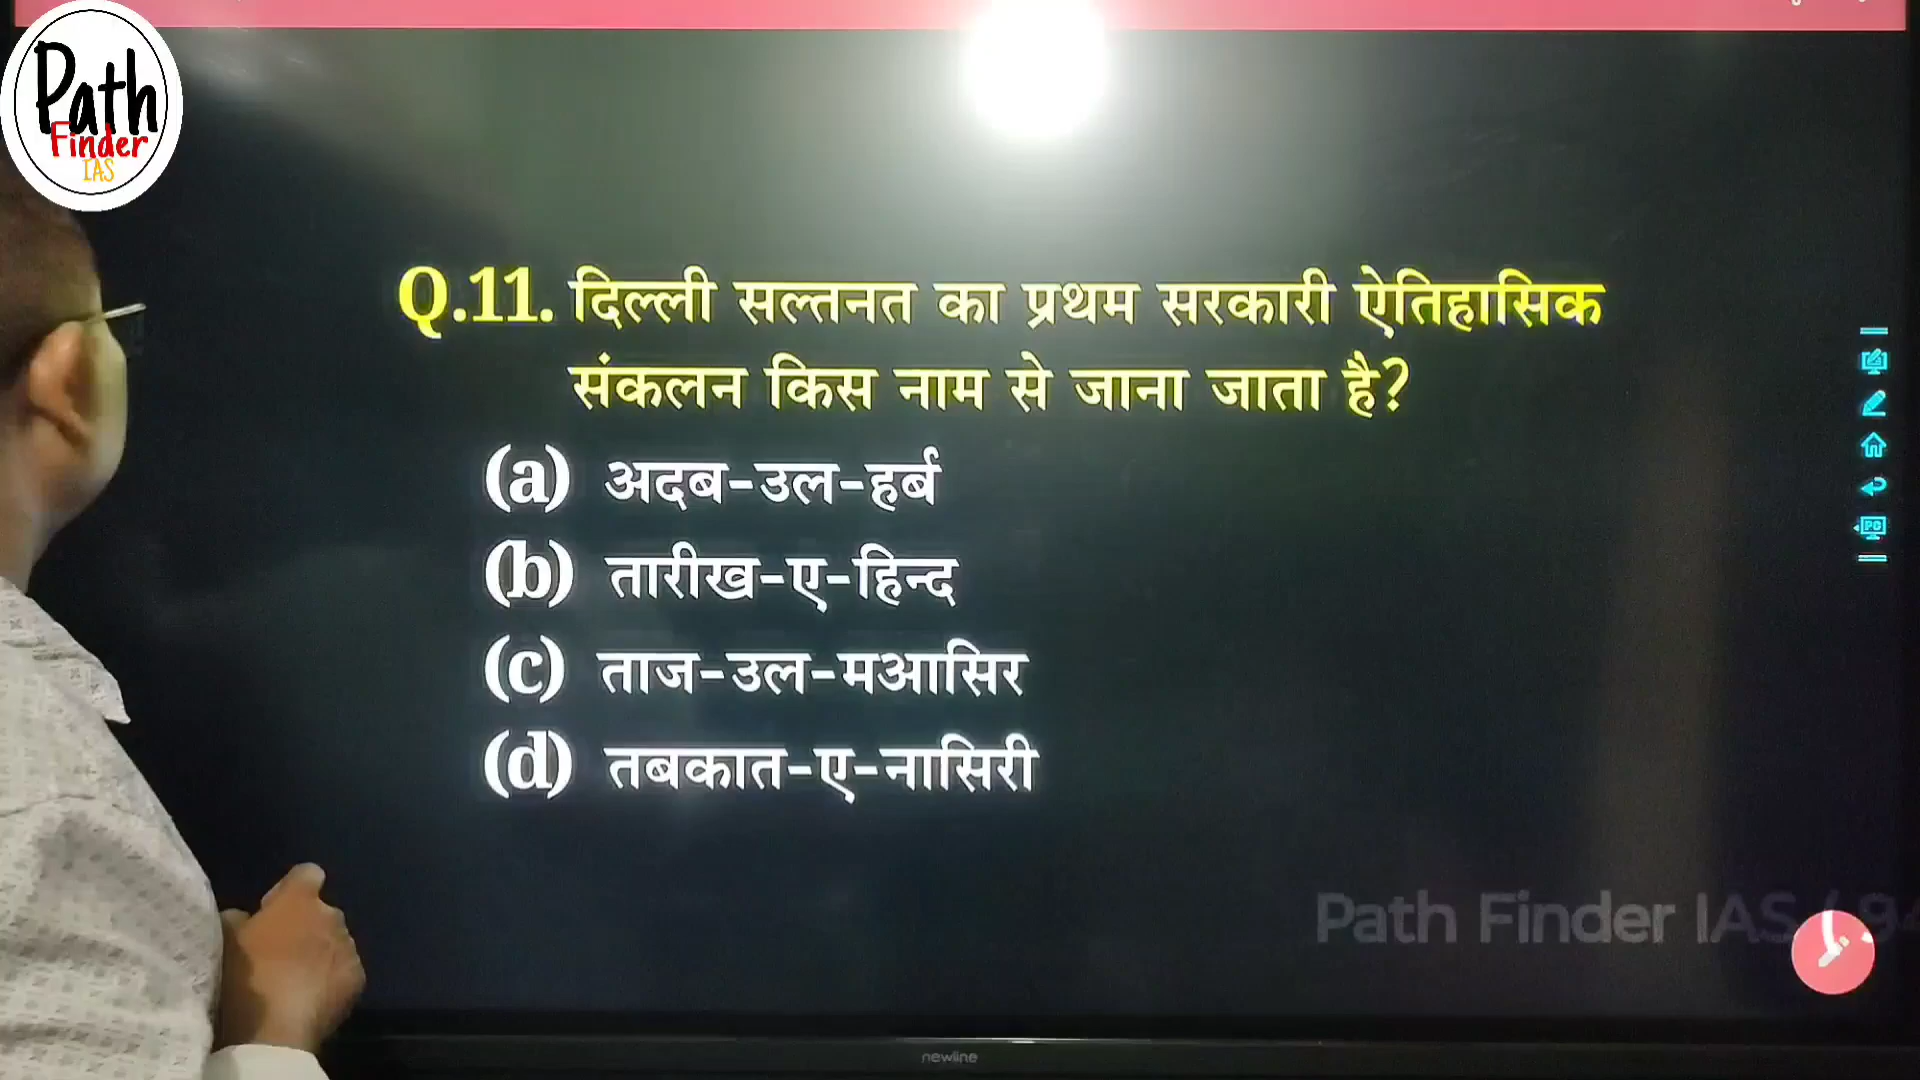 Path
Finder
IAS
Q.11. दिल्ली सल्तनत का प्रथम सरकारी ऐतिहासिक
संकलन किस नाम से जाना जाता है?
(a) अदब-उल-हर्ब
(b) तारीख-ए-हिन्द
(c) ताज-उल-मआसिर
(d) तबकात-ए-नासिरी
PC
Path Finder IAS
newline